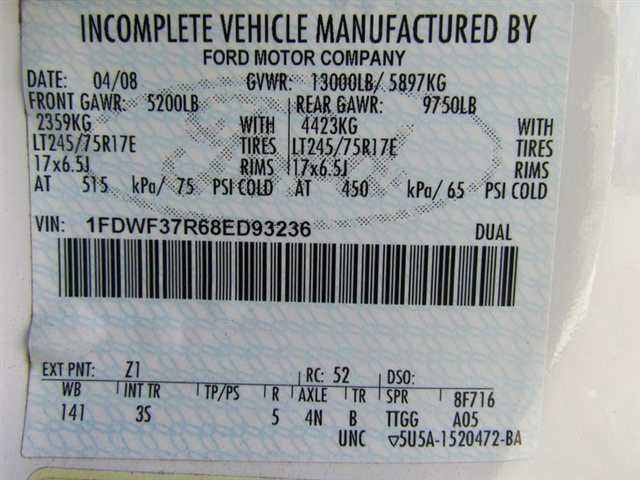 INCOMPLETE VEHICLE MANUFACTURED BY
FORD MOTOR COMPANY
DATE: 04/08 GVWR: 13000LB/ 5897KG
FRONT GAWR: 5200LB REAR GAWR: 9750LB
2359KG WITH 4423KG WITH
LT245/75R17E TIRES LT245/75R17E TIRES
17x6.5J RIMS 17x6.5J RIMS
AT 515 kPa/ 75 PSI COLD AT 450 kPa/ 65 PSI COLD
VIN: 1FDWF37R68ED93236 DUAL
EXT PNT: Z1 RC: 52 DSO:
WB INT TR TP/PS R AXLE TR SPR 8F716
141 3S 5 4N B TTGG A05
UNC ▽5U5A-1520472-BA